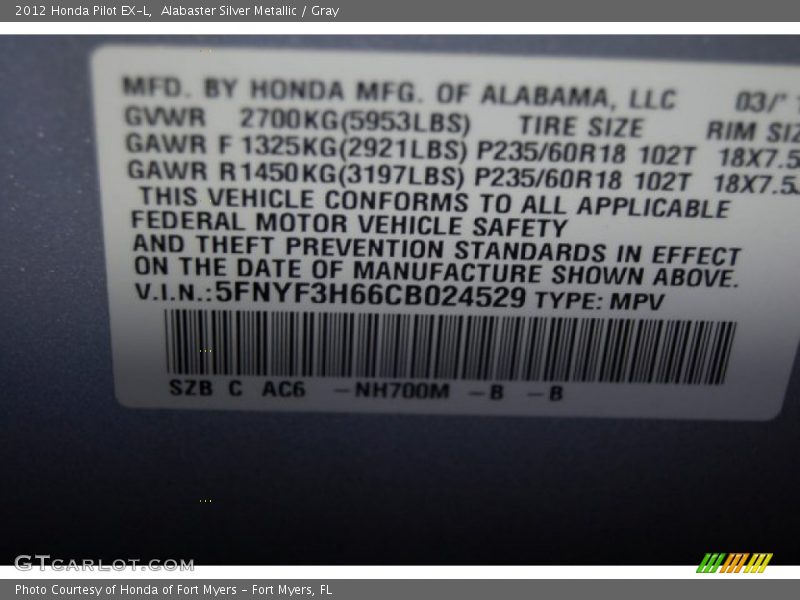 2012 Honda Pilot EX-L, Alabaster Silver Metallic / Gray
MFD. BY HONDA MFG. OF ALABAMA, LLC 03/
GVWR 2700KG(5953LBS) TIRE SIZE RIM SIZ
GAWR F 1325KG(2921LBS) P235/60R18 102T 18X7.5
GAWR R1450KG(3197LBS) P235/60R18 102T 18X7.5J
THIS VEHICLE CONFORMS TO ALL APPLICABLE
FEDERAL MOTOR VEHICLE SAFETY
AND THEFT PREVENTION STANDARDS IN EFFECT
ON THE DATE OF MANUFACTURE SHOWN ABOVE.
V.I.N.:5FNYF3H66CB024529 TYPE: MPV
SZB C AC6 -NH700M -B -B
GTCARLOT.COM
Photo Courtesy of Honda of Fort Myers - Fort Myers, FL